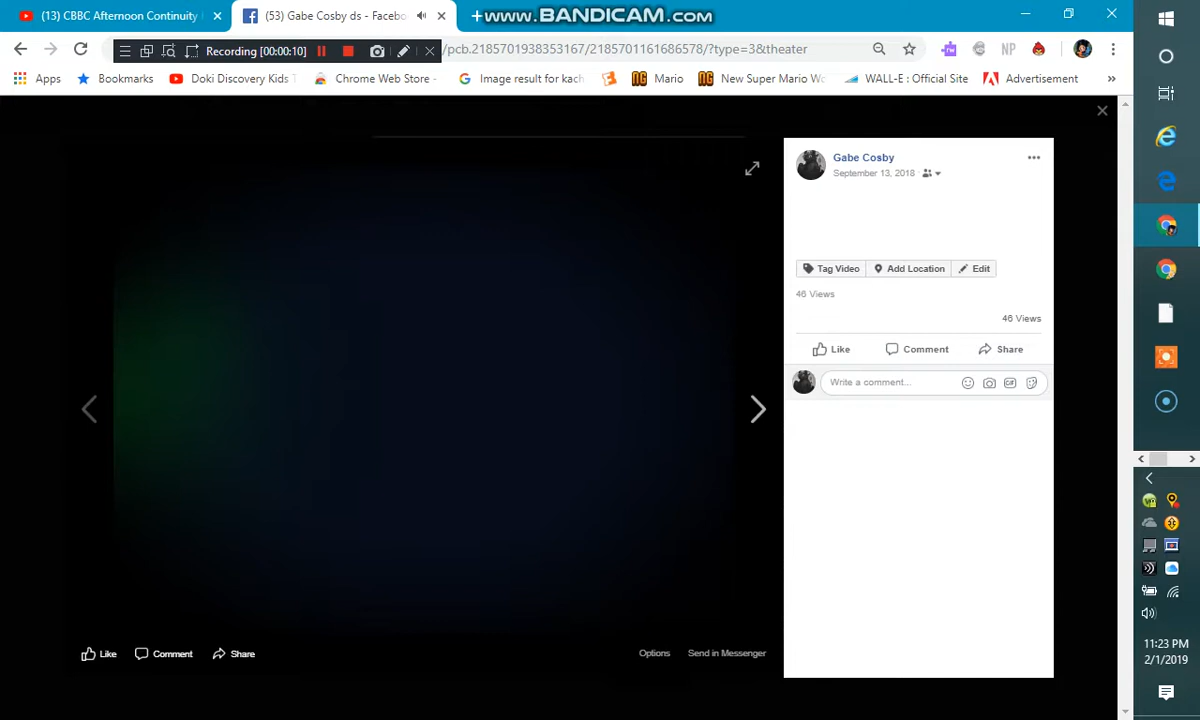 (13) CBBC Afternoon Continuity
(53) Gabe Cosby ds - Facebo
www.BANDICAM.com
Recording [00:00:10]
/pcb.2185701938353167/2185701161686578/?type=3&theater
NP
Apps
Bookmarks
Doki Discovery Kids T
Chrome Web Store -
Image result for kach
Mario
New Super Mario Wo
WALL-E : Official Site
Advertisement
»
Gabe Cosby
September 13, 2018
Tag Video
Add Location
Edit
46 Views
46 Views
Like
Comment
Share
Write a comment...
GIF
Like
Comment
Share
Options
Send in Messenger
11:23 PM
2/1/2019